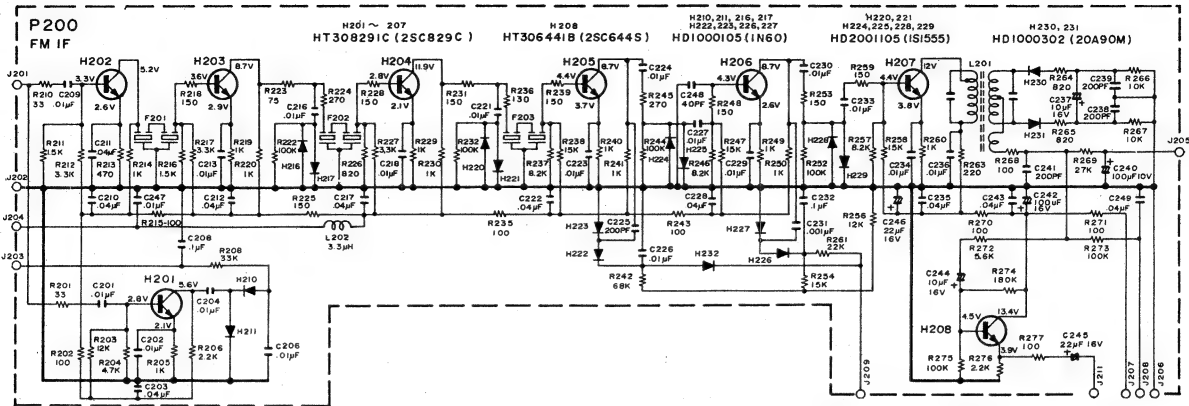 P200
FM IF
H201~ 207
HT308291C (2SC829C)
H208
HT306441B (2SC644S)
H210, 211, 216, 217
H222, 223, 226, 227
HD1000105 (1N60)
H220, 221
H224, 225, 228, 229
HD2001105 (1S1555)
H230, 231
HD1000302 (20A90M)
J201
R210
33
C209
.01μF
3.3V
H202
5.2V
2.6V
R211
1.5K
R212
3.3K
C211
.04μF
R213
470
C210
.04μF
R214
1K
F201
R216
1.5K
C247
.01μF
R215-100
3.6V
R218
150
H203
8.7V
2.9V
R217
3.3K
C213
.01μF
R219
1K
R220
1K
C212
.04μF
R223
75
C216
.01μF
R222
100K
H216
H217
R224
270
F202
R226
820
R225
150
C217
.04μF
L202
3.3μH
2.8V
R228
150
H204
11.9V
2.1V
R227
3.3K
C219
.01μF
R229
1K
R230
1K
R231
150
C221
.01μF
R232
100K
H220
H221
R236
130
F203
R237
8.2K
C222
.04μF
R235
100
4.4V
R239
150
H205
8.7V
3.7V
R238
15K
C223
.01μF
R240
1K
R241
1K
C224
.01μF
R245
270
R244
100K
H224
C227
.01μF
H225
R246
8.2K
C228
.04μF
R243
100
H223
H222
C225
200PF
C226
.01μF
R242
68K
H232
C248
40PF
4.3V
R248
150
H206
8.7V
2.6V
R247
15K
C229
.01μF
R249
1K
R250
1K
H227
H226
C230
.01μF
R253
150
H228
R252
100K
H229
C232
.1μF
C231
.001μF
R261
22K
R254
15K
R256
12K
R259
150
C233
.01μF
R257
8.2K
4.4V
H207
12V
3.8V
R258
15K
C234
.01μF
R260
1K
C236
.01μF
R263
220
C246
22μF
16V
C235
.04μF
L201
H230
H231
R264
820
C237
10μF
16V
R265
820
C239
200PF
C238
200PF
R266
10K
R267
10K
R268
100
C241
200PF
R269
27K
C240
100μF10V
J205
C243
.04μF
C242
100μF
16V
C249
.04μF
R270
100
R271
100
R272
5.6K
R273
100K
R274
180K
C244
10μF
16V
4.5V
H208
13.4V
3.9V
R275
100K
R276
2.2K
R277
100
C245
22μF 16V
J202
J204
J203
C208
.1μF
R208
33K
R201
33
C201
.01μF
2.8V
H201
5.6V
C204
.01μF
H210
2.1V
H211
R202
100
R203
12K
R204
4.7K
C202
.01μF
R205
1K
R206
2.2K
C203
.04μF
C206
.01μF
J209
J211
J207
J208
J206